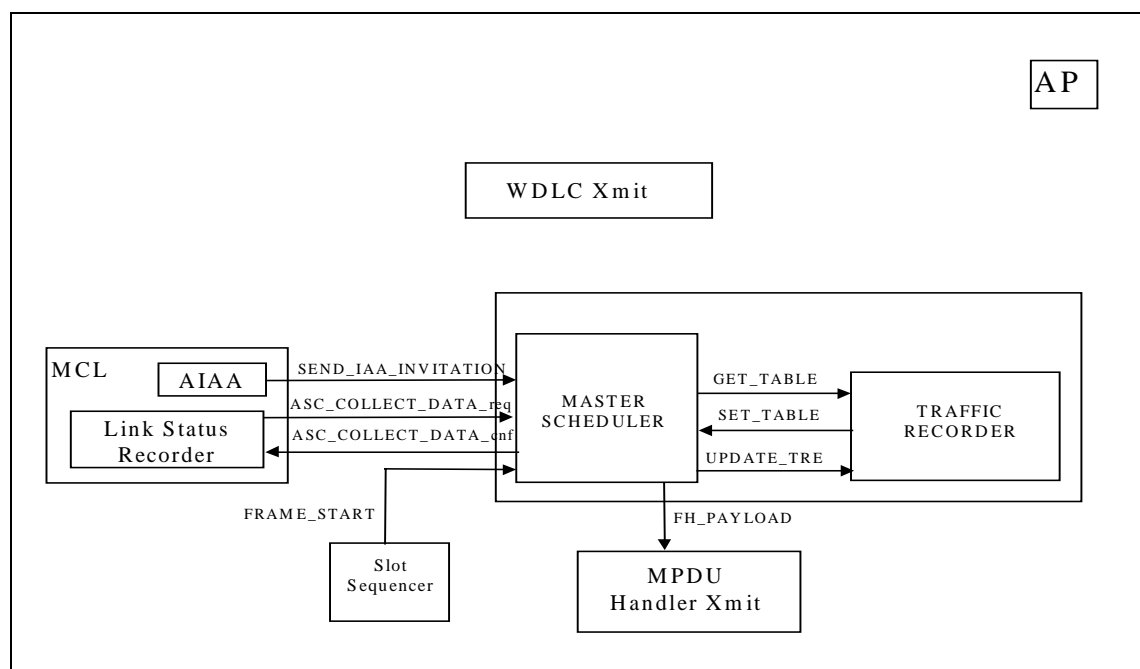 AP
WDLC Xmit
MCL
AIAA
SEND_IAA_INVITATION
ASC_COLLECT_DATA_req
Link Status
Recorder
ASC_COLLECT_DATA_cnf
MASTER
SCHEDULER
GET_TABLE
SET_TABLE
UPDATE_TRE
TRAFFIC
RECORDER
FRAME_START
FH_PAYLOAD
Slot
Sequencer
MPDU
Handler Xmit